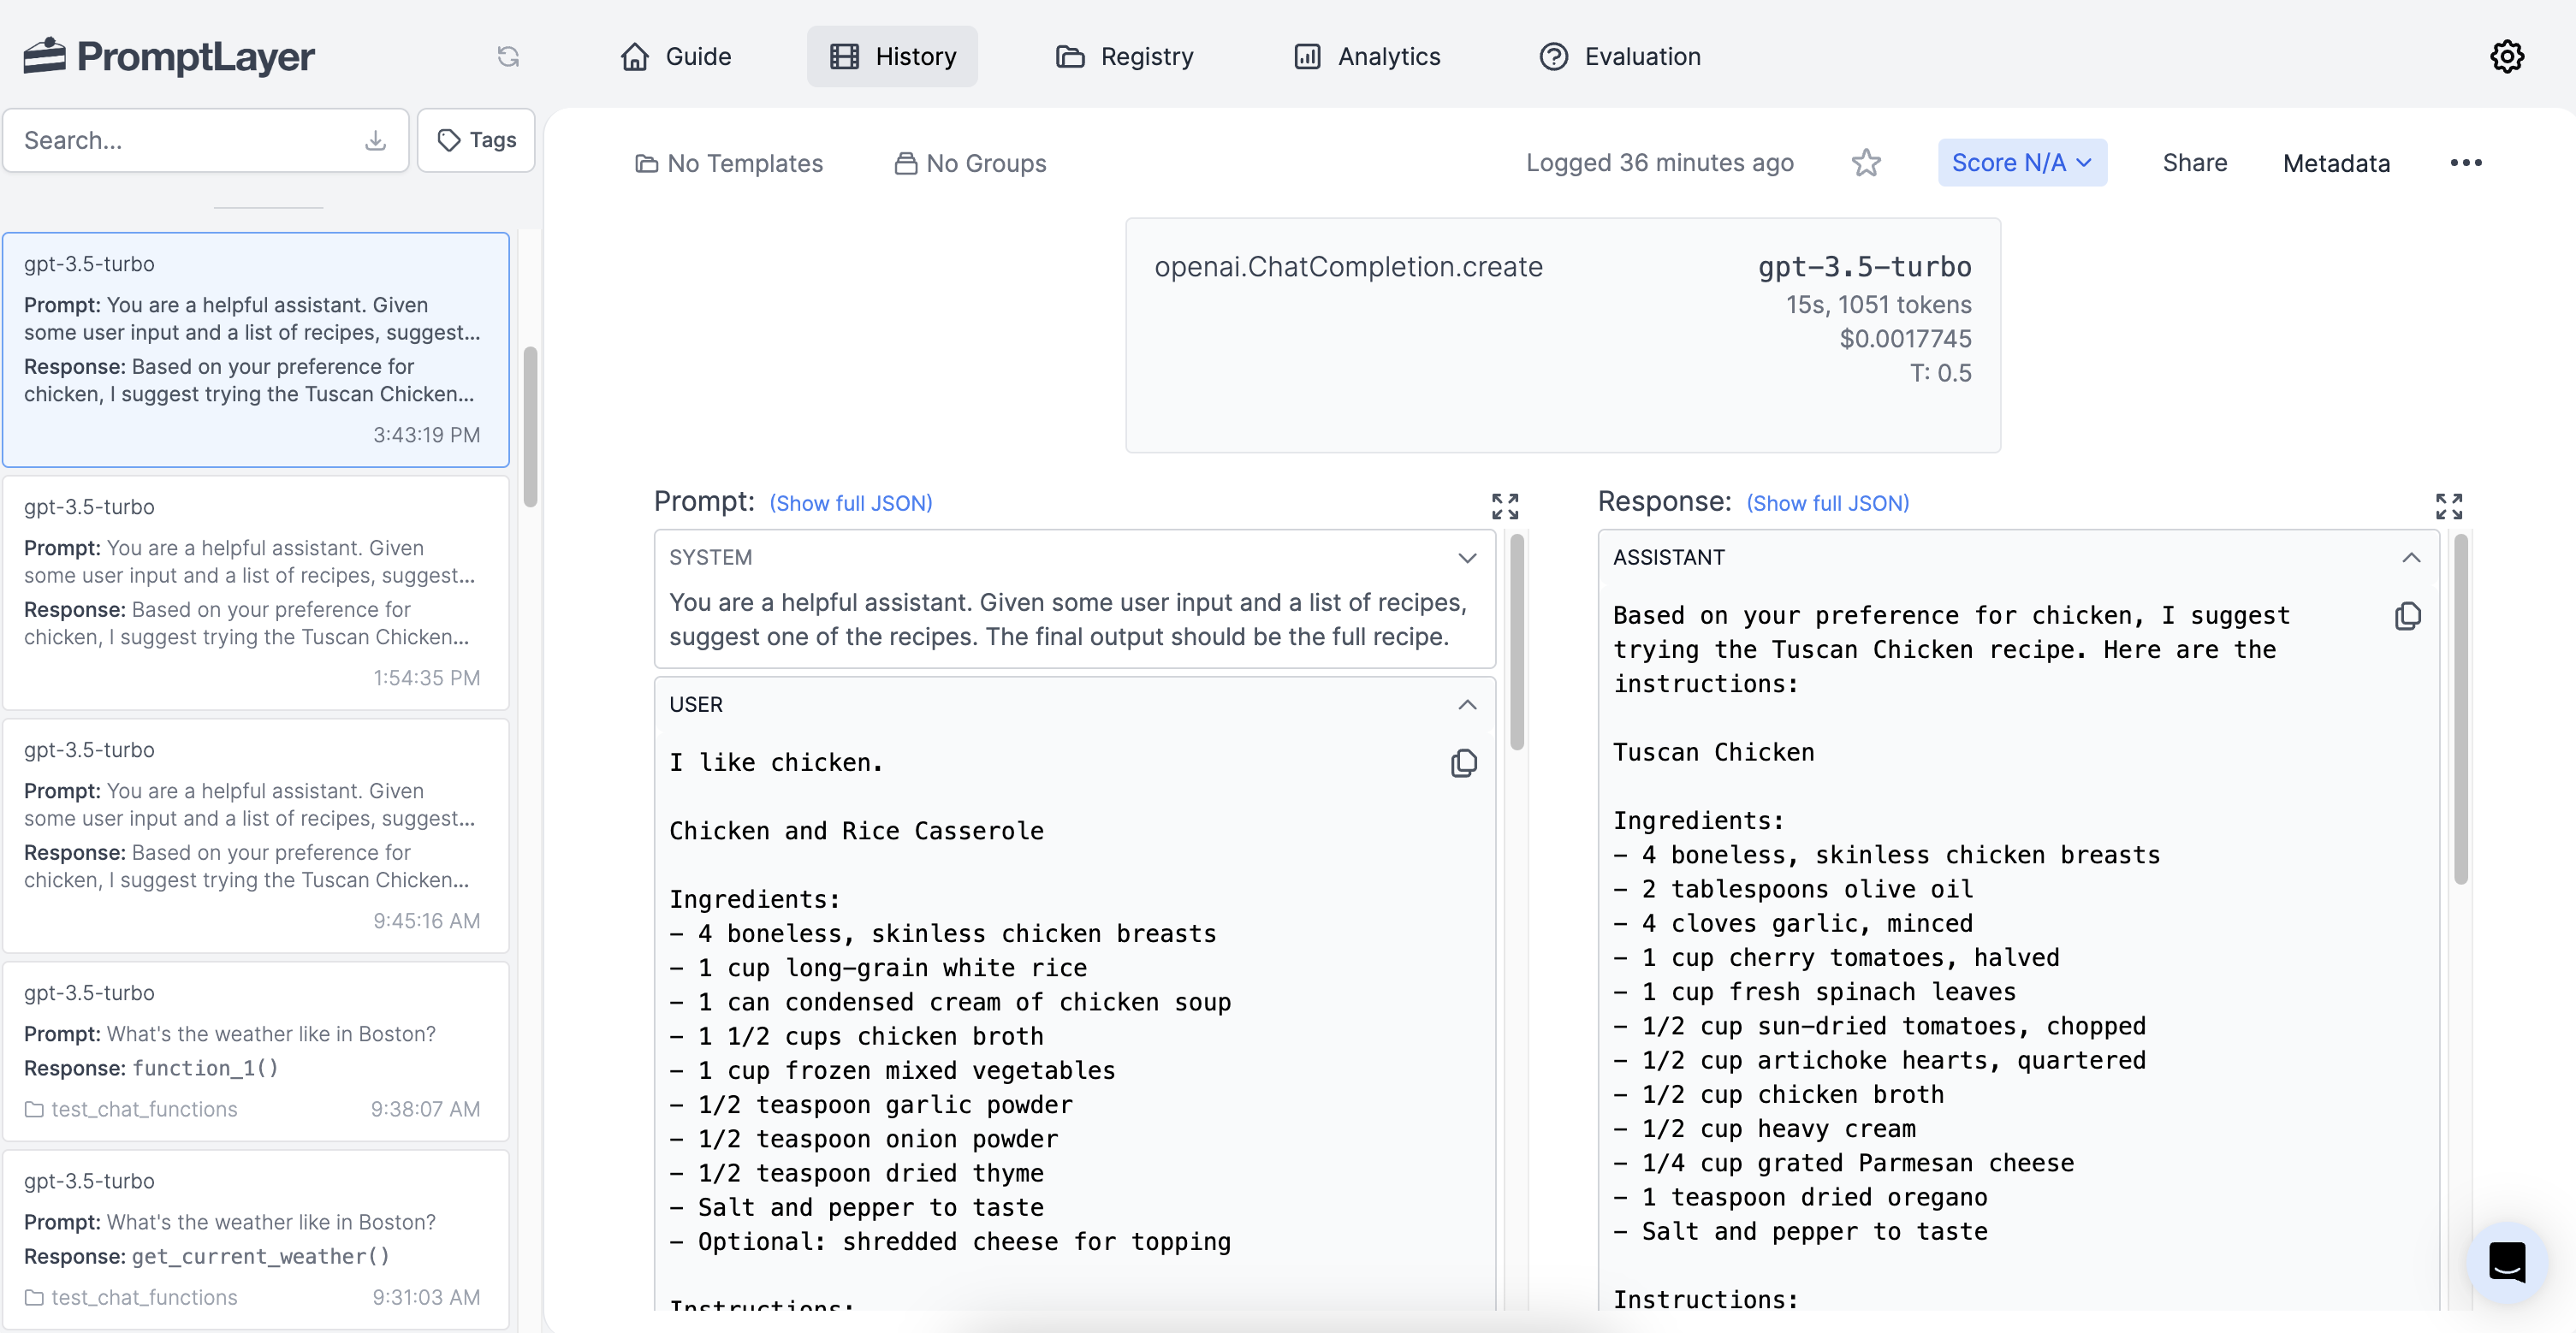 PromptLayer
Guide
History
Registry
Analytics
Evaluation
Search...
Tags
gpt-3.5-turbo
Prompt: You are a helpful assistant. Given
some user input and a list of recipes, suggest...
Response: Based on your preference for
chicken, I suggest trying the Tuscan Chicken...
3:43:19 PM
gpt-3.5-turbo
Prompt: You are a helpful assistant. Given
some user input and a list of recipes, suggest...
Response: Based on your preference for
chicken, I suggest trying the Tuscan Chicken...
1:54:35 PM
gpt-3.5-turbo
Prompt: You are a helpful assistant. Given
some user input and a list of recipes, suggest...
Response: Based on your preference for
chicken, I suggest trying the Tuscan Chicken...
9:45:16 AM
gpt-3.5-turbo
Prompt: What's the weather like in Boston?
Response: function_1()
test_chat_functions
9:38:07 AM
gpt-3.5-turbo
Prompt: What's the weather like in Boston?
Response: get_current_weather()
test_chat_functions
9:31:03 AM
No Templates
No Groups
Logged 36 minutes ago
Score N/A
Share
Metadata
openai.ChatCompletion.create
gpt-3.5-turbo
15s, 1051 tokens
$0.0017745
T: 0.5
Prompt: (Show full JSON)
SYSTEM
You are a helpful assistant. Given some user input and a list of recipes,
suggest one of the recipes. The final output should be the full recipe.
USER
I like chicken.
Chicken and Rice Casserole
Ingredients:
- 4 boneless, skinless chicken breasts
- 1 cup long-grain white rice
- 1 can condensed cream of chicken soup
- 1 1/2 cups chicken broth
- 1 cup frozen mixed vegetables
- 1/2 teaspoon garlic powder
- 1/2 teaspoon onion powder
- 1/2 teaspoon dried thyme
- Salt and pepper to taste
- Optional: shredded cheese for topping
Instructions:
Response: (Show full JSON)
ASSISTANT
Based on your preference for chicken, I suggest
trying the Tuscan Chicken recipe. Here are the
instructions:
Tuscan Chicken
Ingredients:
- 4 boneless, skinless chicken breasts
- 2 tablespoons olive oil
- 4 cloves garlic, minced
- 1 cup cherry tomatoes, halved
- 1 cup fresh spinach leaves
- 1/2 cup sun-dried tomatoes, chopped
- 1/2 cup artichoke hearts, quartered
- 1/2 cup chicken broth
- 1/2 cup heavy cream
- 1/4 cup grated Parmesan cheese
- 1 teaspoon dried oregano
- Salt and pepper to taste
Instructions: